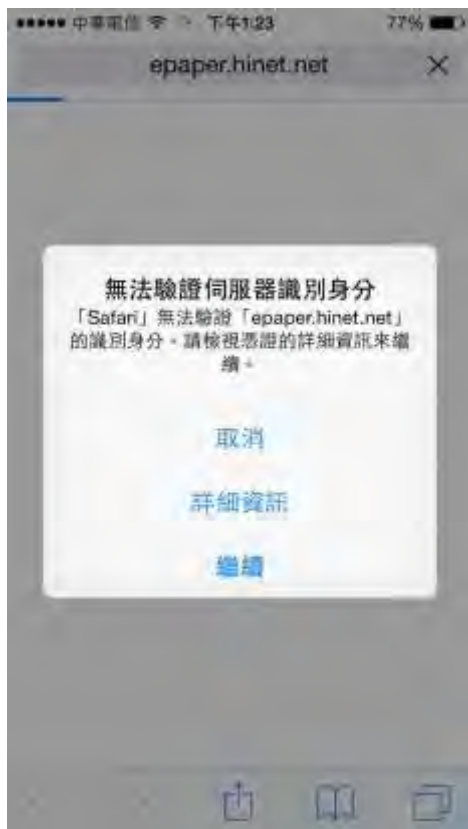 中華電信 下午1:23 77%
epaper.hinet.net
無法驗證伺服器識別身分
「Safari」無法驗證「epaper.hinet.net」
的識別身分。請檢視憑證的詳細資訊來繼
續。
取消
詳細資訊
繼續